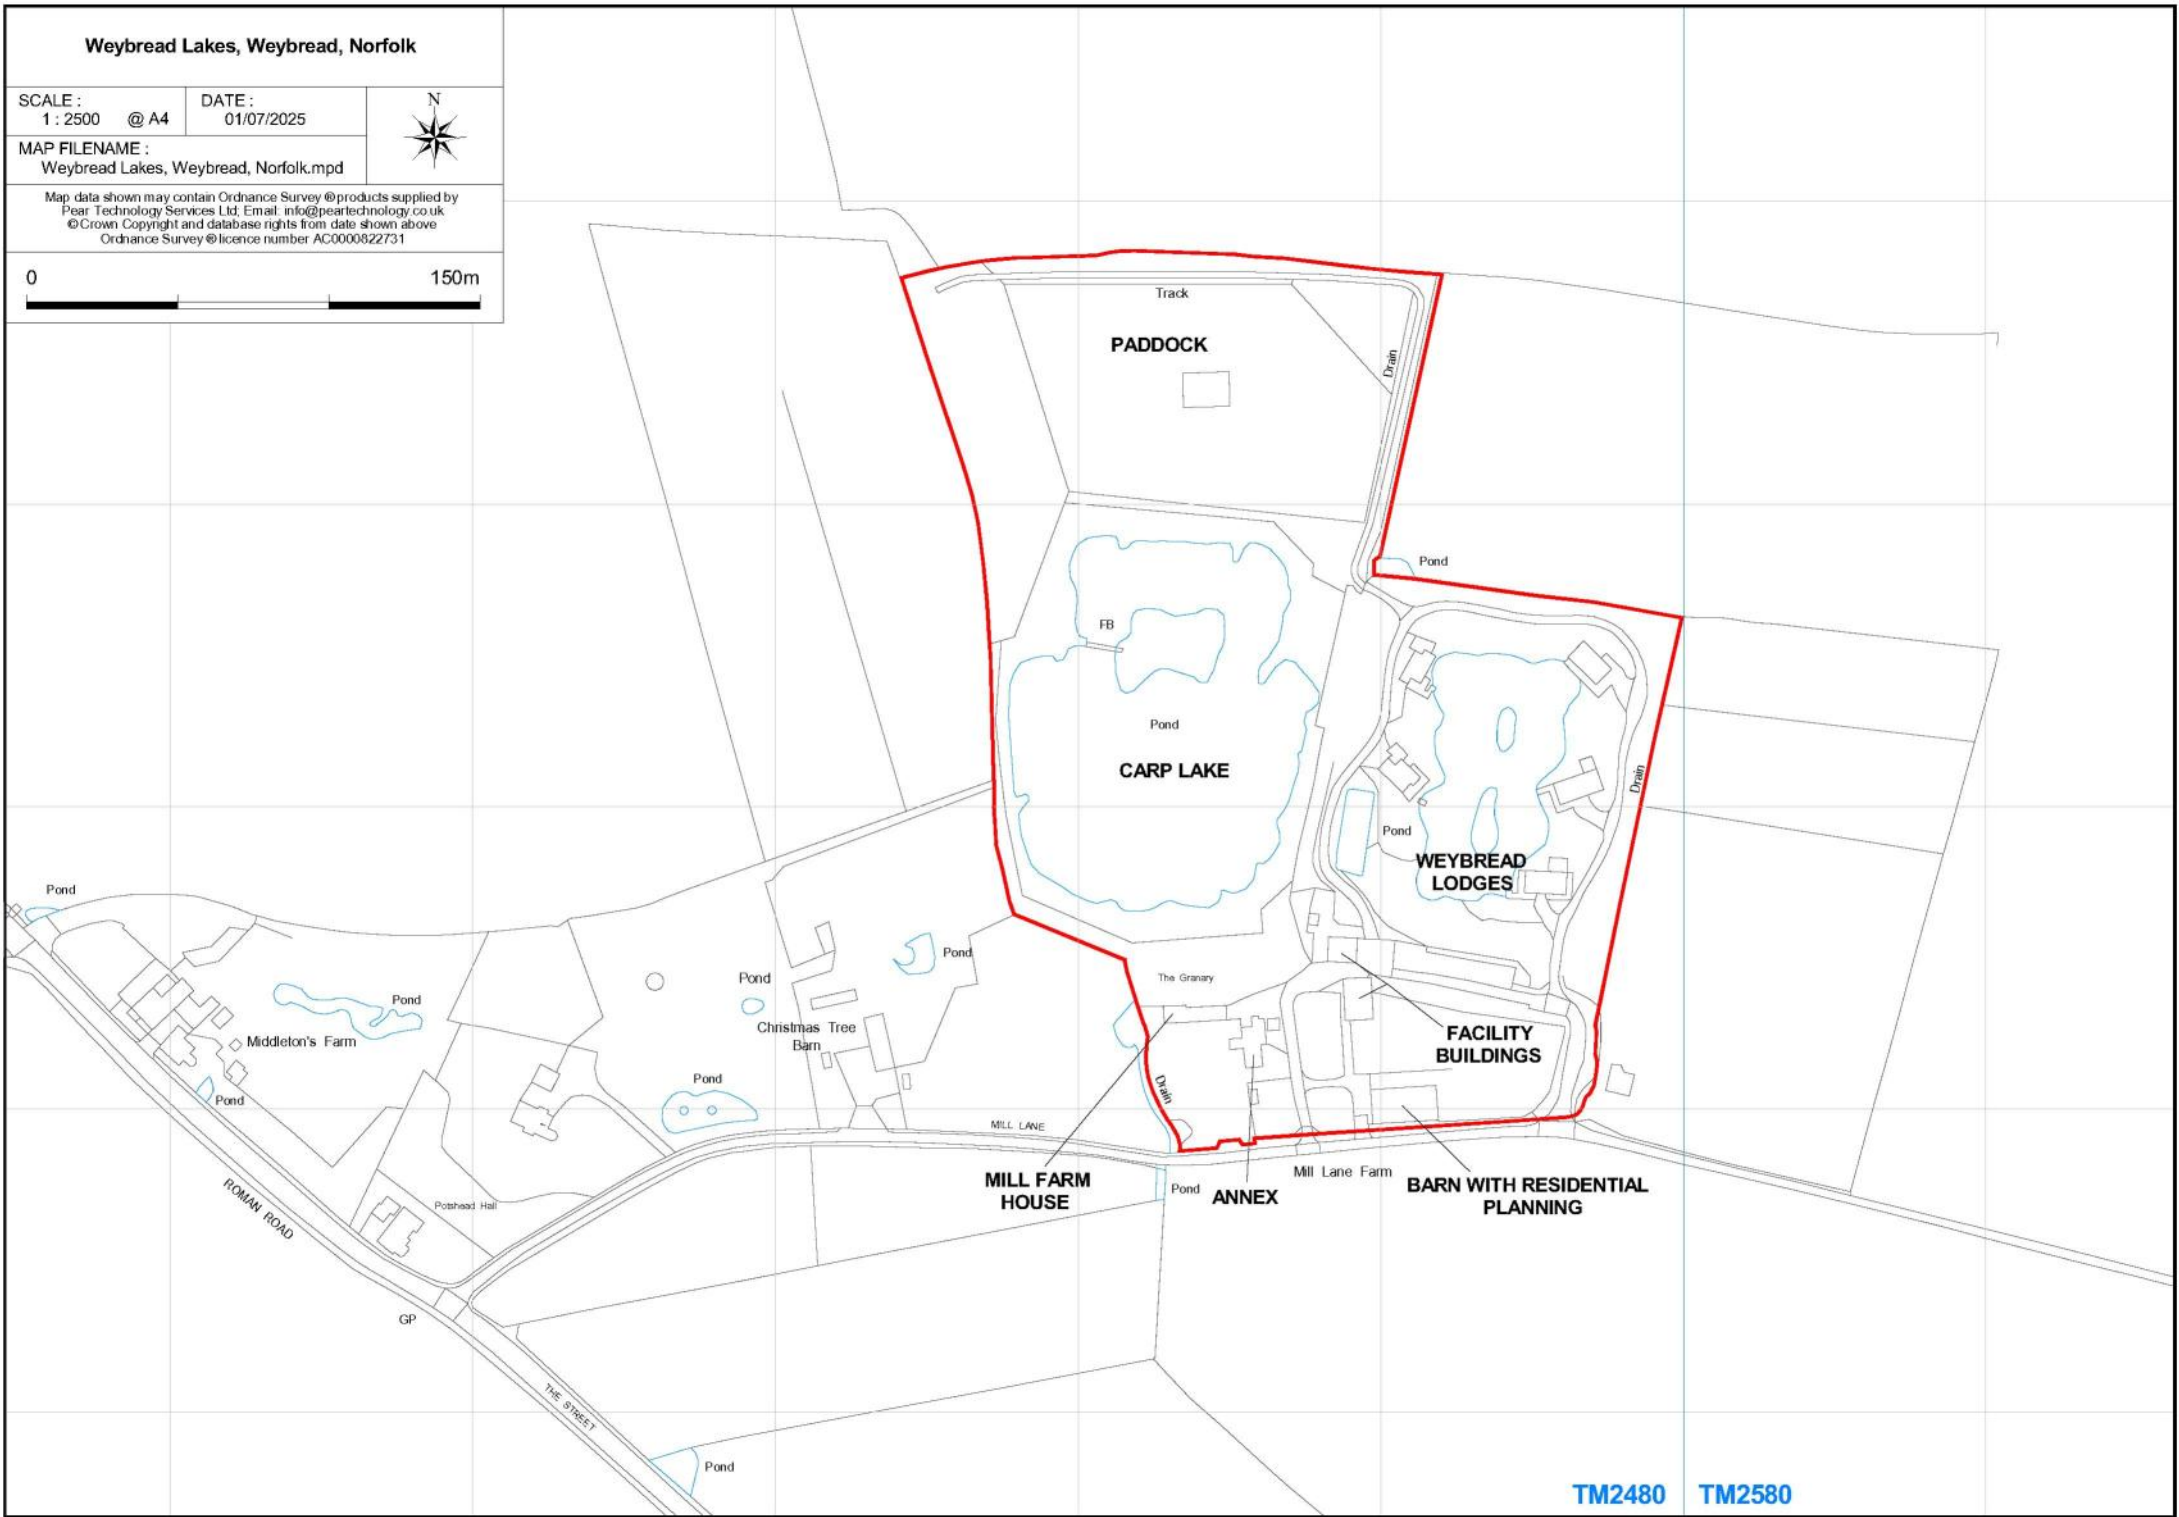 Weybread Lakes, Weybread, Norfolk
SCALE :
1 : 2500 @ A4
DATE :
01/07/2025
N
MAP FILENAME :
Weybread Lakes, Weybread, Norfolk.mpd
Map data shown may contain Ordnance Survey ® products supplied by
Pear Technology Services Ltd; Email: info@peartechnology.co.uk
© Crown Copyright and database rights from date shown above
Ordnance Survey ® licence number AC0000822731
0 150m
Track
PADDOCK
Drain
Pond
FB
Pond
CARP LAKE
Drain
Pond
WEYBREAD
LODGES
Pond
Pond
Pond
Pond
The Granary
Middleton's Farm
Christmas Tree
Barn
FACILITY
BUILDINGS
Pond
Pond
Drain
MILL LANE
Mill Lane Farm
MILL FARM
HOUSE
Pond
ANNEX
BARN WITH RESIDENTIAL
PLANNING
Potshead Hall
ROMAN ROAD
GP
THE STREET
Pond
TM2480
TM2580